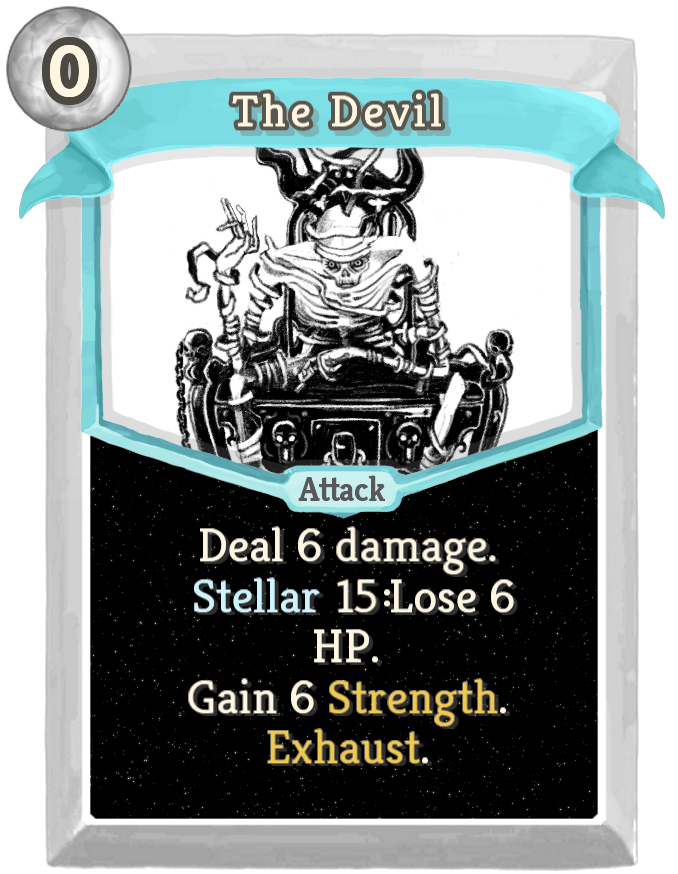 0
The Devil
Attack
Deal 6 damage.
Stellar 15:Lose 6
HP.
Gain 6 Strength.
Exhaust.